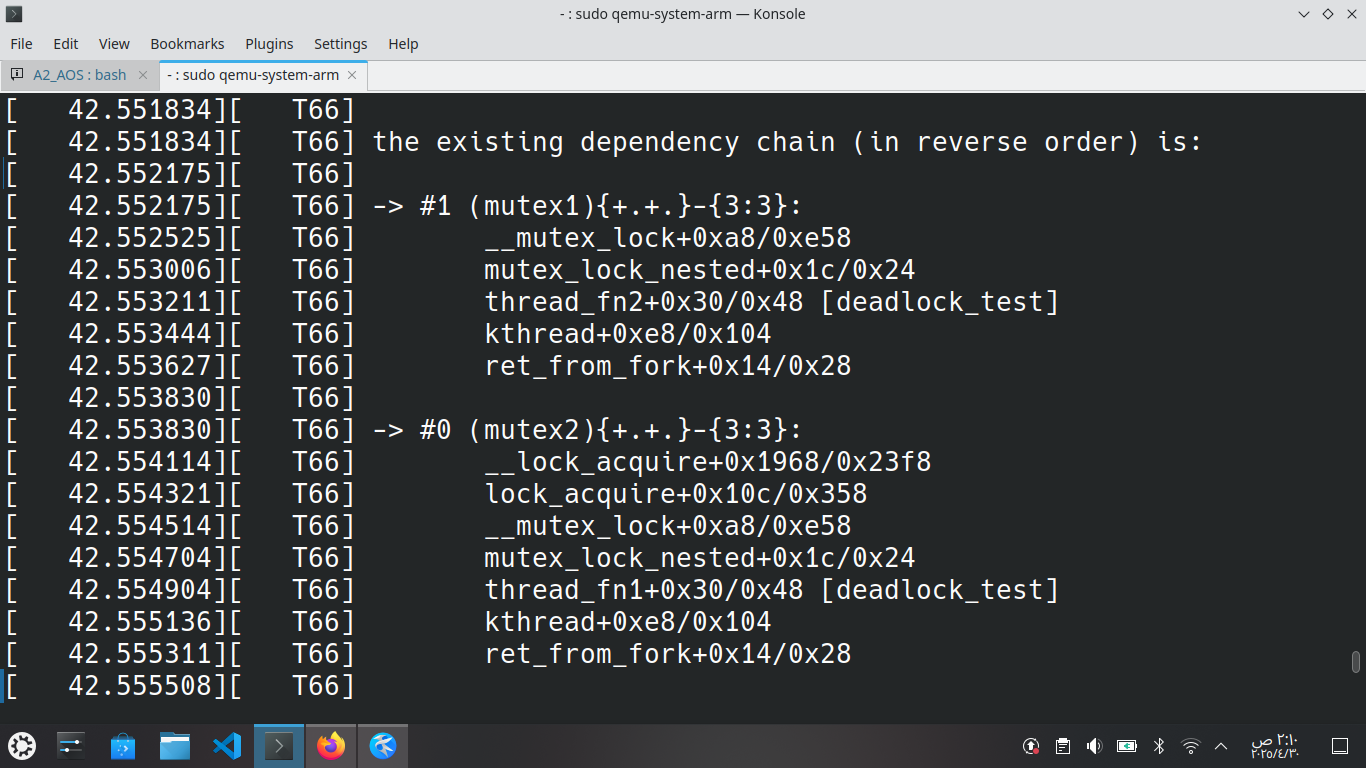 - : sudo qemu-system-arm — Konsole
File Edit View Bookmarks Plugins Settings Help
A2_AOS : bash - : sudo qemu-system-arm
[   42.551834][   T66]
[   42.551834][   T66] the existing dependency chain (in reverse order) is:
[   42.552175][   T66]
[   42.552175][   T66] -> #1 (mutex1){+.+.}-{3:3}:
[   42.552525][   T66]        __mutex_lock+0xa8/0xe58
[   42.553006][   T66]        mutex_lock_nested+0x1c/0x24
[   42.553211][   T66]        thread_fn2+0x30/0x48 [deadlock_test]
[   42.553444][   T66]        kthread+0xe8/0x104
[   42.553627][   T66]        ret_from_fork+0x14/0x28
[   42.553830][   T66]
[   42.553830][   T66] -> #0 (mutex2){+.+.}-{3:3}:
[   42.554114][   T66]        __lock_acquire+0x1968/0x23f8
[   42.554321][   T66]        lock_acquire+0x10c/0x358
[   42.554514][   T66]        __mutex_lock+0xa8/0xe58
[   42.554704][   T66]        mutex_lock_nested+0x1c/0x24
[   42.554904][   T66]        thread_fn1+0x30/0x48 [deadlock_test]
[   42.555136][   T66]        kthread+0xe8/0x104
[   42.555311][   T66]        ret_from_fork+0x14/0x28
[   42.555508][   T66]
٢:١٠ ص
٢٠٢٥/٤/٣٠